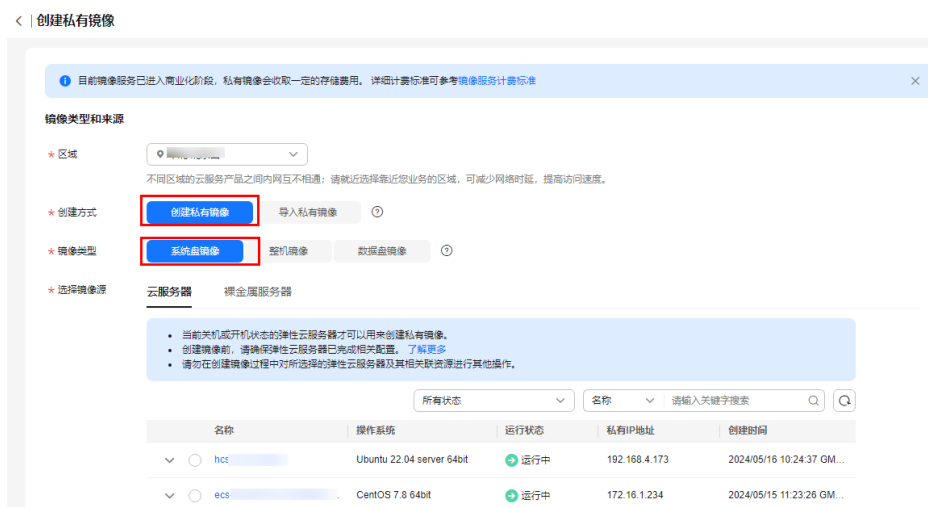 创建私有镜像
目前镜像服务已进入商业化阶段，私有镜像会收取一定的存储费用。 详细计费标准可参考镜像服务计费标准
镜像类型和来源
* 区域
不同区域的云服务产品之间内网互不相通；请就近选择靠近您业务的区域，可减少网络时延，提高访问速度。
* 创建方式 创建私有镜像 导入私有镜像
* 镜像类型 系统盘镜像 整机镜像 数据盘镜像
* 选择镜像源 云服务器 裸金属服务器
• 当前关机或开机状态的弹性云服务器才可以用来创建私有镜像。
• 创建镜像前，请确保弹性云服务器已完成相关配置。 了解更多
• 请勿在创建镜像过程中对所选择的弹性云服务器及其相关联资源进行其他操作。
所有状态 名称 请输入关键字搜索
名称 操作系统 运行状态 私有IP地址 创建时间
hcs Ubuntu 22.04 server 64bit 运行中 192.168.4.173 2024/05/16 10:24:37 GM...
ecs Cent­OS 7.8 64bit 运行中 172.16.1.234 2024/05/15 11:23:26 GM...